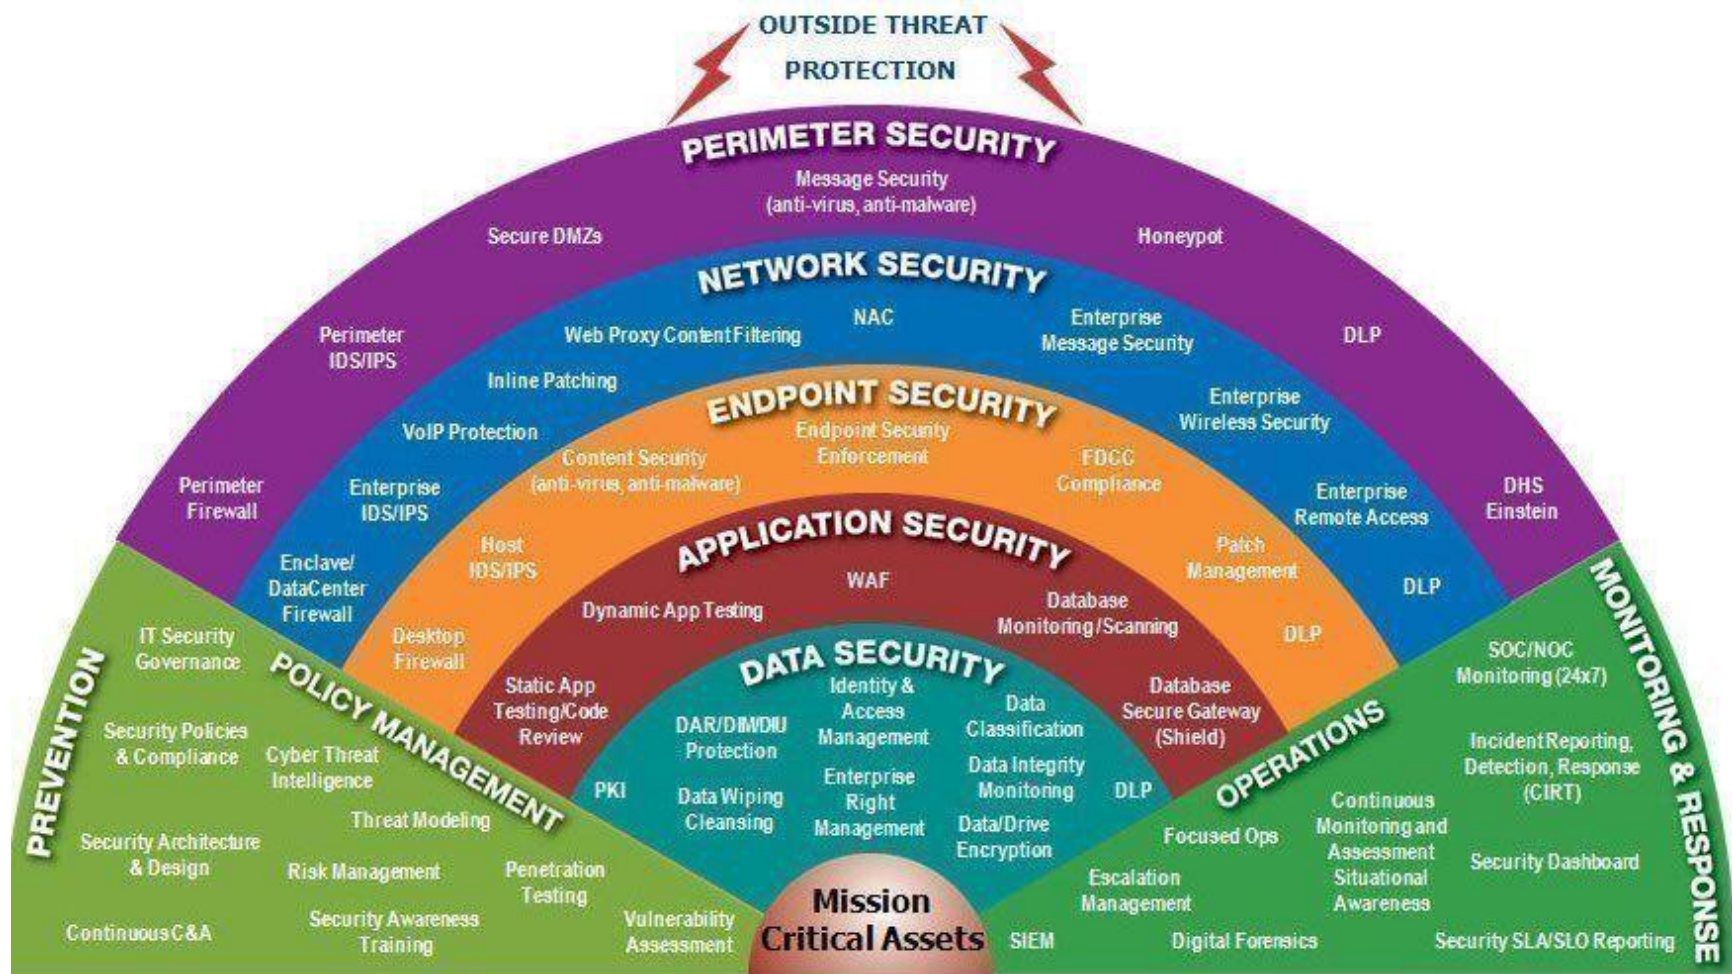 OUTSIDE THREAT
PROTECTION
PERIMETER SECURITY
Message Security
(anti-virus, anti-malware)
Secure DMZs
Honeypot
Perimeter
IDS/IPS
DLP
Perimeter
Firewall
DHS
Einstein
NETWORK SECURITY
NAC
Web Proxy Content Filtering
Enterprise
Message Security
Inline Patching
Enterprise
Wireless Security
VoIP Protection
Enterprise
IDS/IPS
Enterprise
Remote Access
Enclave/
DataCenter
Firewall
DLP
ENDPOINT SECURITY
Endpoint Security
Enforcement
Content Security
(anti-virus, anti-malware)
FDCC
Compliance
Host
IDS/IPS
Patch
Management
Desktop
Firewall
DLP
APPLICATION SECURITY
WAF
Dynamic App Testing
Database
Monitoring/Scanning
Static App
Testing/Code
Review
Database
Secure Gateway
(Shield)
DATA SECURITY
Identity &
Access
Management
DAR/DIM/DIU
Protection
Data
Classification
PKI
Data Wiping
Cleansing
Enterprise
Right
Management
Data Integrity
Monitoring
DLP
Data/Drive
Encryption
Mission
Critical Assets
PREVENTION
POLICY MANAGEMENT
IT Security
Governance
Security Policies
& Compliance
Cyber Threat
Intelligence
Threat Modeling
Security Architecture
& Design
Risk Management
Penetration
Testing
Continuous C&A
Security Awareness
Training
Vulnerability
Assessment
MONITORING & RESPONSE
OPERATIONS
SOC/NOC
Monitoring (24x7)
Incident Reporting,
Detection, Response
(CIRT)
Focused Ops
Continuous
Monitoring and
Assessment
Situational
Awareness
Security Dashboard
Escalation
Management
SIEM
Digital Forensics
Security SLA/SLO Reporting